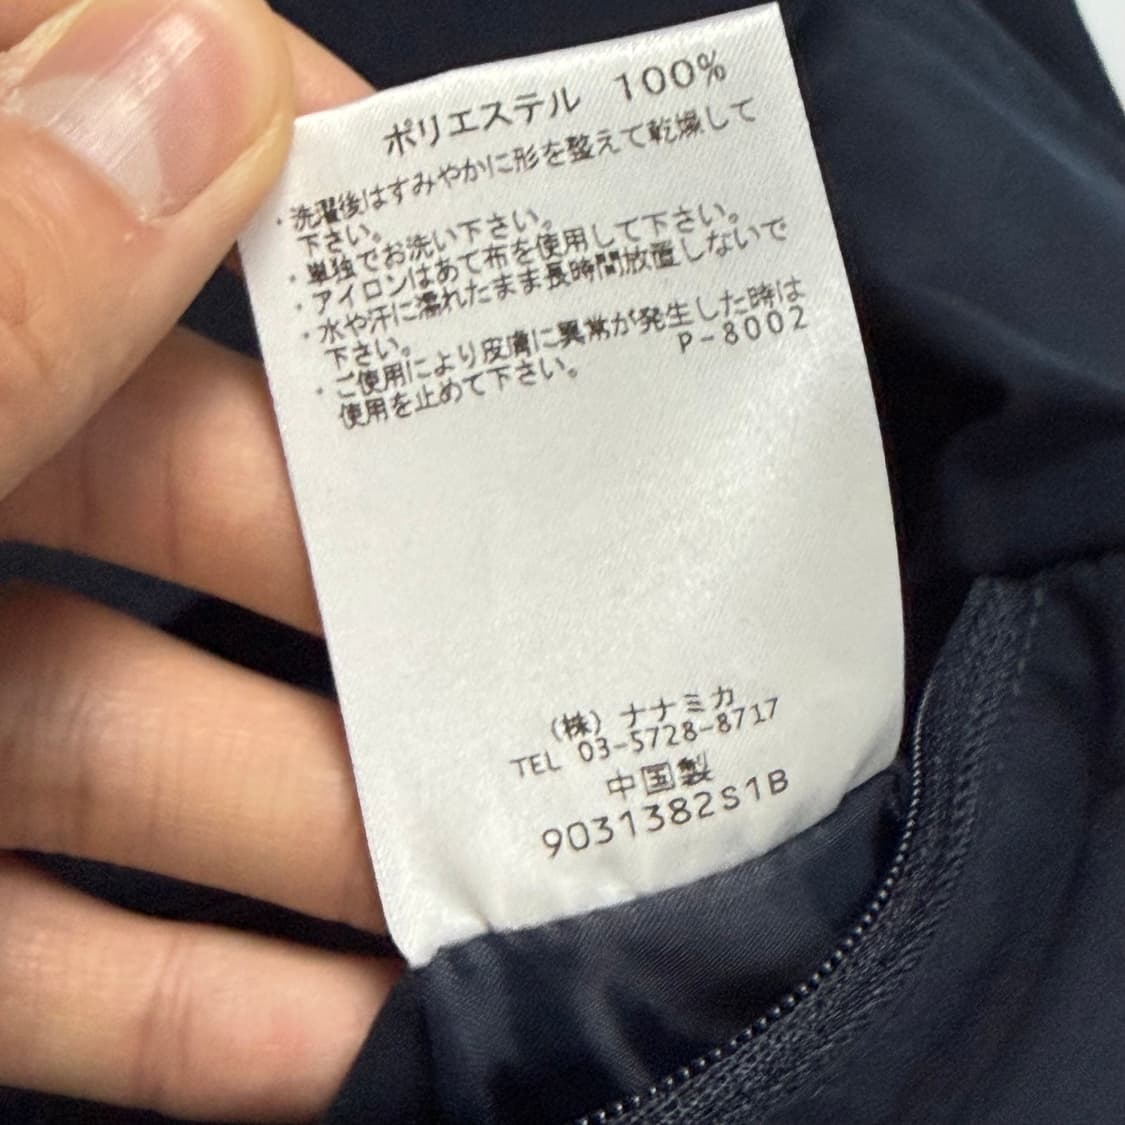 ポリエステル 100%
・洗濯後はすみやかに形を整えて乾燥して
下さい。
・単独でお洗い下さい。
・アイロンはあて布を使用して下さい。
・水や汗に濡れたまま長時間放置しないで
下さい。
・ご使用により皮膚に異常が発生した時は
使用を止めて下さい。
P-8002
(株) ナナミカ
TEL 03-5728-8717
中国製
9031382S1B